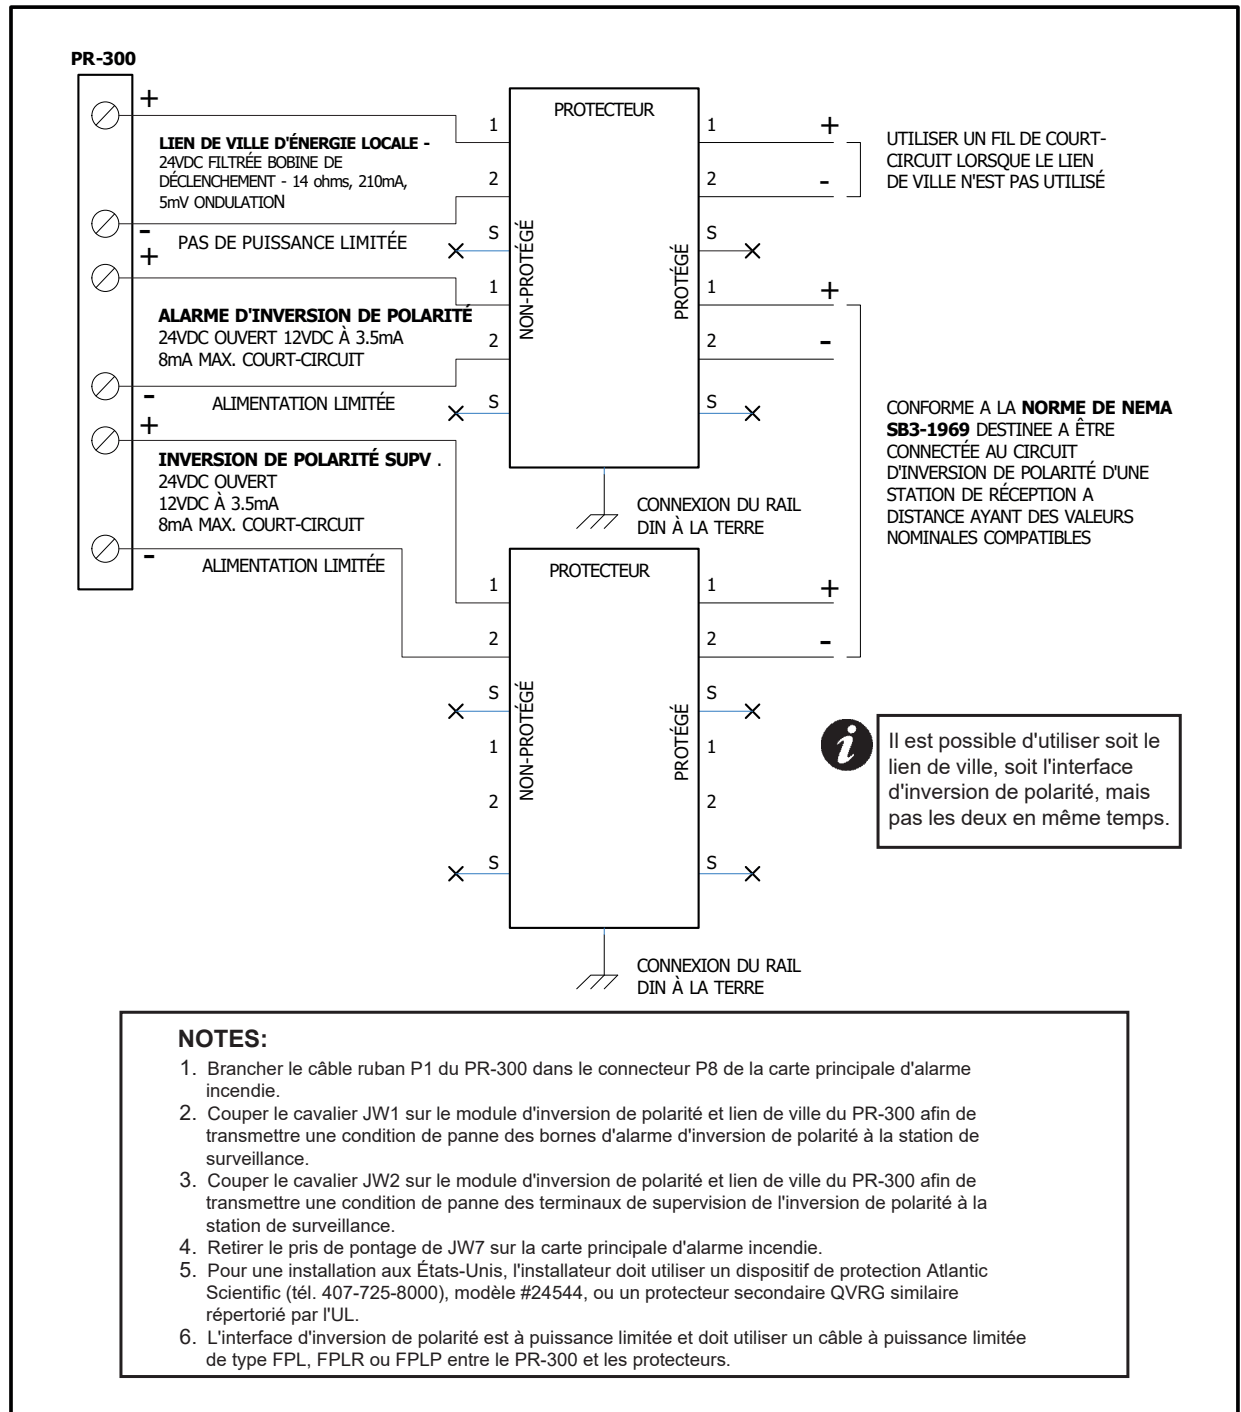 PR-300
+
LIEN DE VILLE D'ÉNERGIE LOCALE -
24VDC FILTRÉE BOBINE DE
DÉCLENCHEMENT - 14 ohms, 210mA,
5mV ONDULATION
-
PAS DE PUISSANCE LIMITÉE
+
ALARME D'INVERSION DE POLARITÉ
24VDC OUVERT 12VDC À 3.5mA
8mA MAX. COURT-CIRCUIT
-
ALIMENTATION LIMITÉE
+
INVERSION DE POLARITÉ SUPV .
24VDC OUVERT
12VDC À 3.5mA
8mA MAX. COURT-CIRCUIT
-
ALIMENTATION LIMITÉE
PROTECTEUR
1
2
S
1
2
S
NON-PROTÉGÉ
PROTÉGÉ
1
2
S
1
2
S
+
-
+
-
UTILISER UN FIL DE COURT-
CIRCUIT LORSQUE LE LIEN
DE VILLE N'EST PAS UTILISÉ
CONNEXION DU RAIL
DIN À LA TERRE
CONFORME A LA NORME DE NEMA
SB3-1969 DESTINEE A ÊTRE
CONNECTÉE AU CIRCUIT
D'INVERSION DE POLARITÉ D'UNE
STATION DE RÉCEPTION A
DISTANCE AYANT DES VALEURS
NOMINALES COMPATIBLES
PROTECTEUR
1
2
S
1
2
S
NON-PROTÉGÉ
PROTÉGÉ
1
2
S
1
2
S
+
-
CONNEXION DU RAIL
DIN À LA TERRE
i
Il est possible d'utiliser soit le
lien de ville, soit l'interface
d'inversion de polarité, mais
pas les deux en même temps.
NOTES:
1. Brancher le câble ruban P1 du PR-300 dans le connecteur P8 de la carte principale d'alarme
incendie.
2. Couper le cavalier JW1 sur le module d'inversion de polarité et lien de ville du PR-300 afin de
transmettre une condition de panne des bornes d'alarme d'inversion de polarité à la station de
surveillance.
3. Couper le cavalier JW2 sur le module d'inversion de polarité et lien de ville du PR-300 afin de
transmettre une condition de panne des terminaux de supervision de l'inversion de polarité à la
station de surveillance.
4. Retirer le pris de pontage de JW7 sur la carte principale d'alarme incendie.
5. Pour une installation aux États-Unis, l'installateur doit utiliser un dispositif de protection Atlantic
Scientific (tél. 407-725-8000), modèle #24544, ou un protecteur secondaire QVRG similaire
répertorié par l'UL.
6. L'interface d'inversion de polarité est à puissance limitée et doit utiliser un câble à puissance limitée
de type FPL, FPLR ou FPLP entre le PR-300 et les protecteurs.